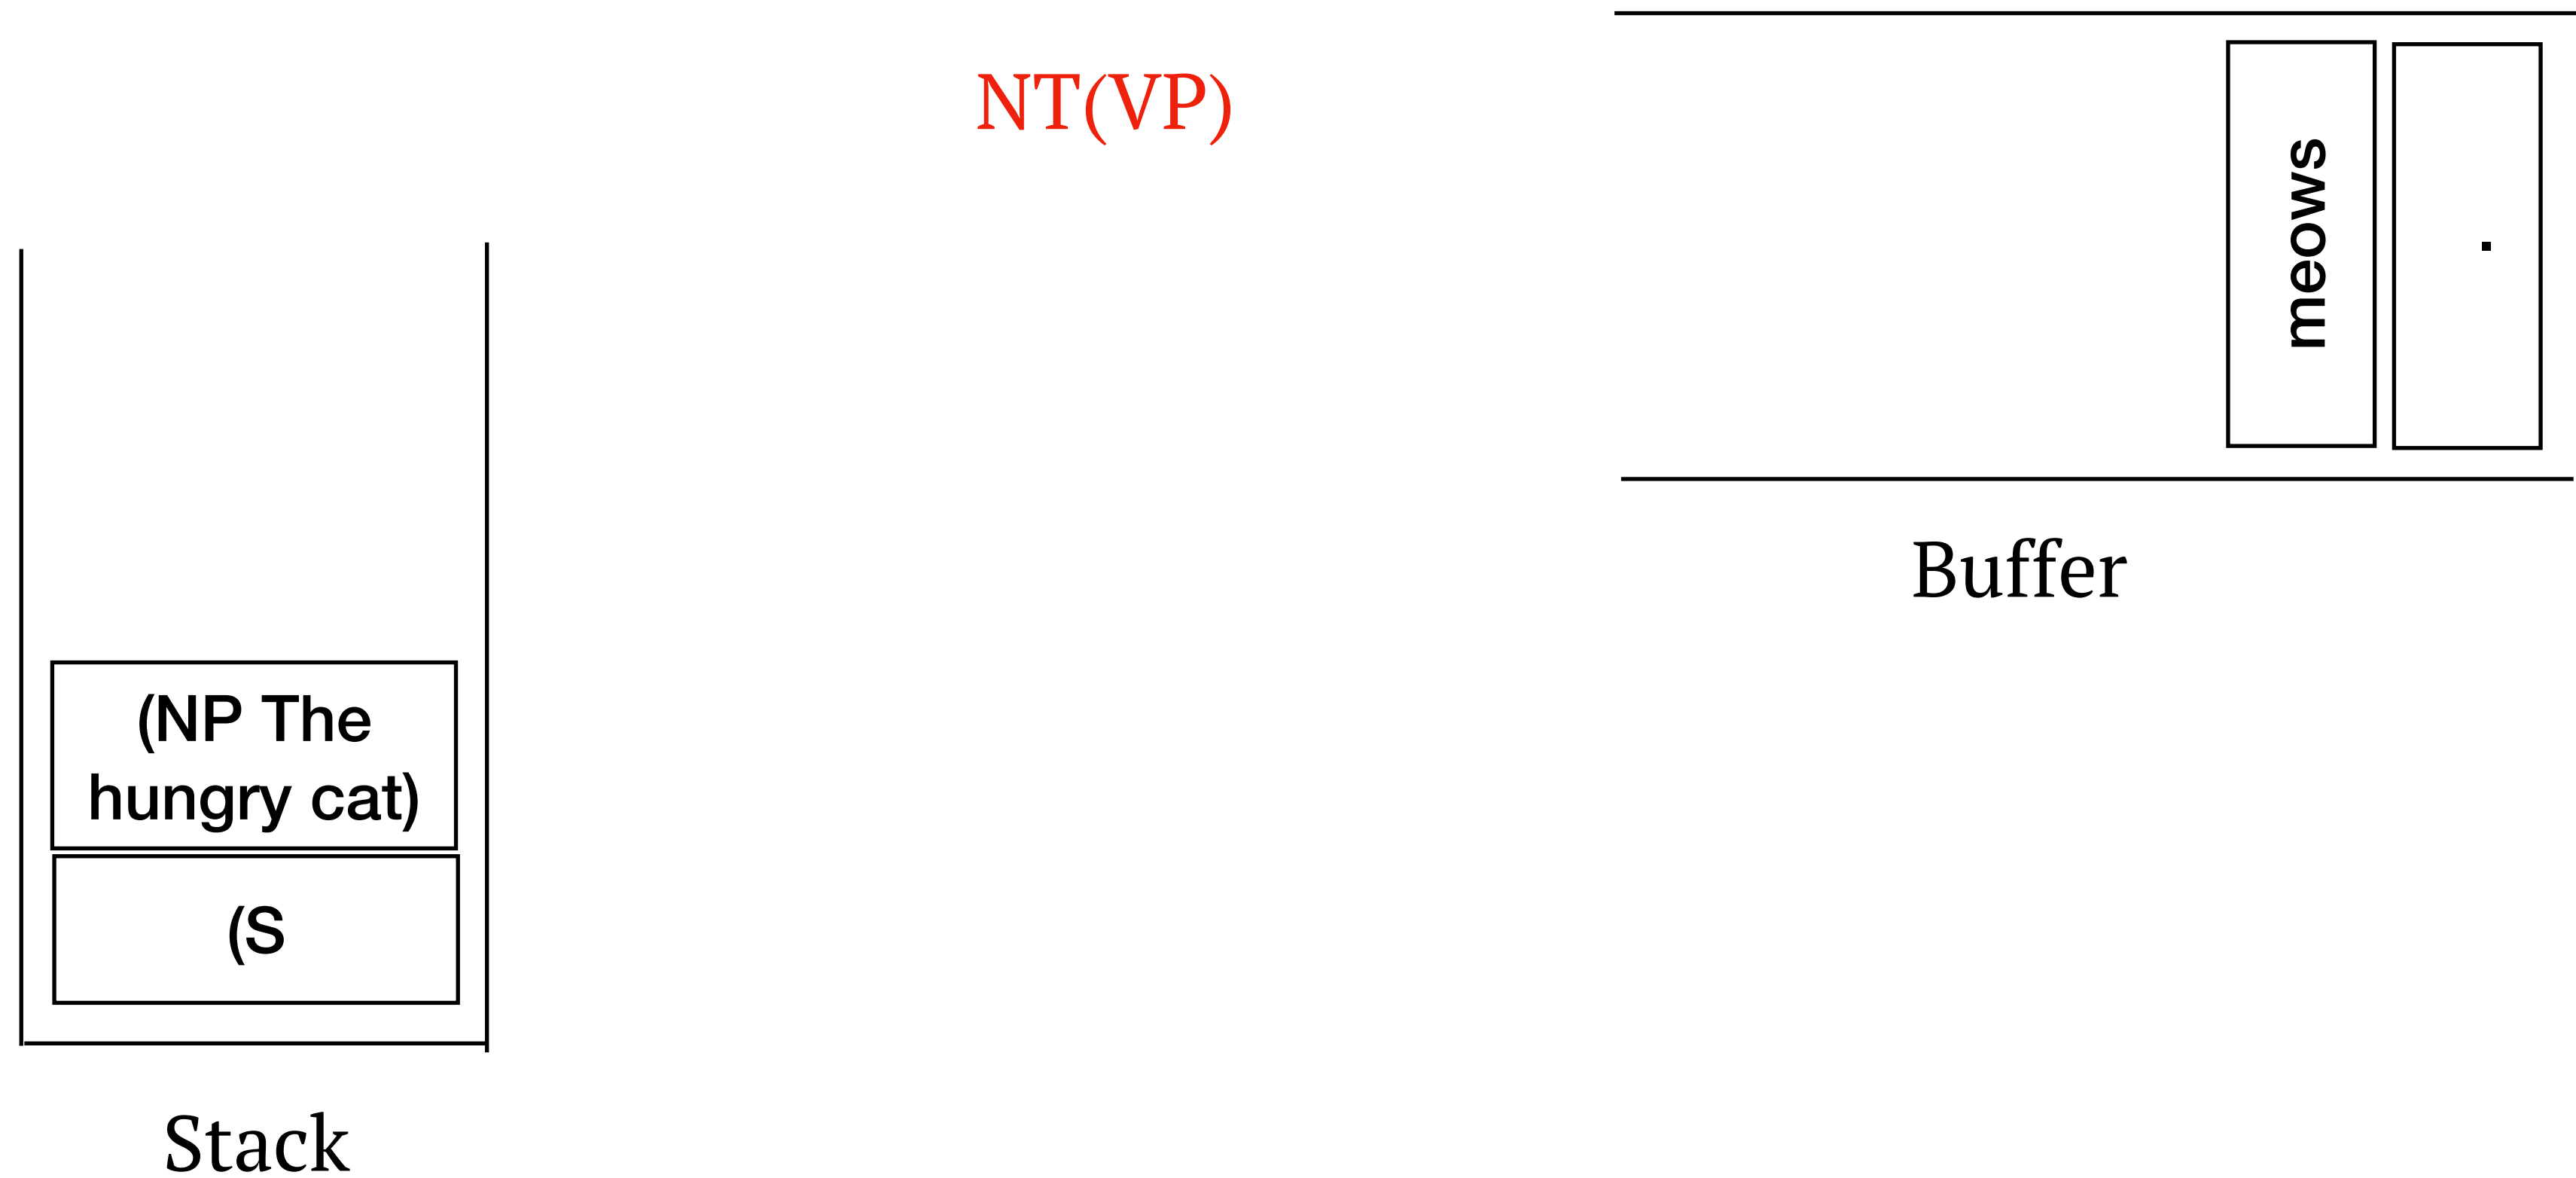 NT(VP)
meows
.
Buffer
(NP The
hungry cat)
(S
Stack